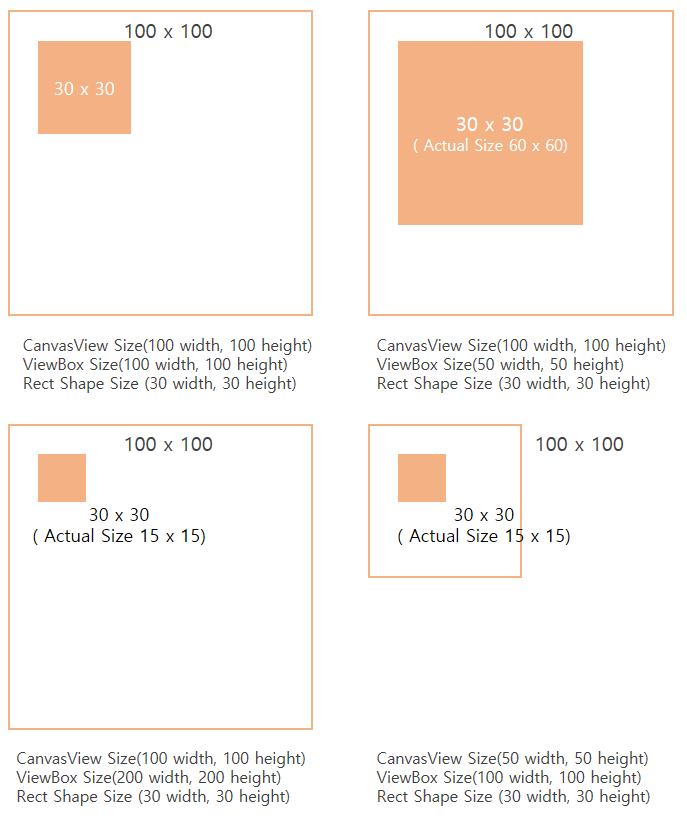 100 x 100
30 x 30
CanvasView Size(100 width, 100 height)
ViewBox Size(100 width, 100 height)
Rect Shape Size (30 width, 30 height)
100 x 100
30 x 30
( Actual Size 60 x 60)
CanvasView Size(100 width, 100 height)
ViewBox Size(50 width, 50 height)
Rect Shape Size (30 width, 30 height)
100 x 100
30 x 30
( Actual Size 15 x 15)
CanvasView Size(100 width, 100 height)
ViewBox Size(200 width, 200 height)
Rect Shape Size (30 width, 30 height)
100 x 100
30 x 30
( Actual Size 15 x 15)
CanvasView Size(50 width, 50 height)
ViewBox Size(100 width, 100 height)
Rect Shape Size (30 width, 30 height)